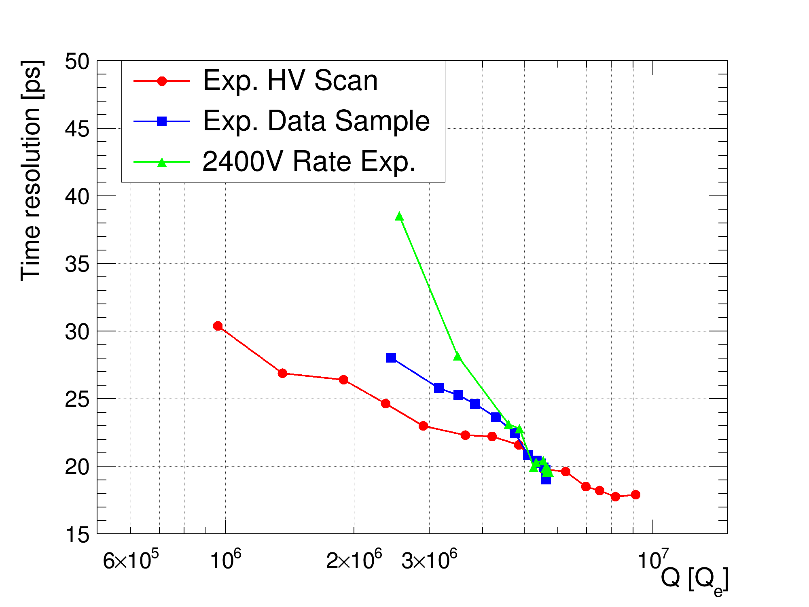 Time resolution [ps]
50
45
40
35
30
25
20
15
Exp. HV Scan
Exp. Data Sample
2400V Rate Exp.
6×10⁵ 10⁶ 2×10⁶ 3×10⁶ 10⁷
Q [Qₑ]